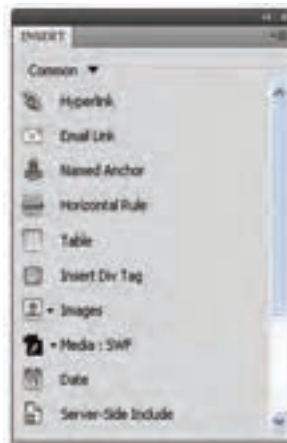 INSERT
Common
Hyperlink
Email Link
Named Anchor
Horizontal Rule
Table
Insert Div Tag
Images
Media : SWF
Date
Server-Side Include